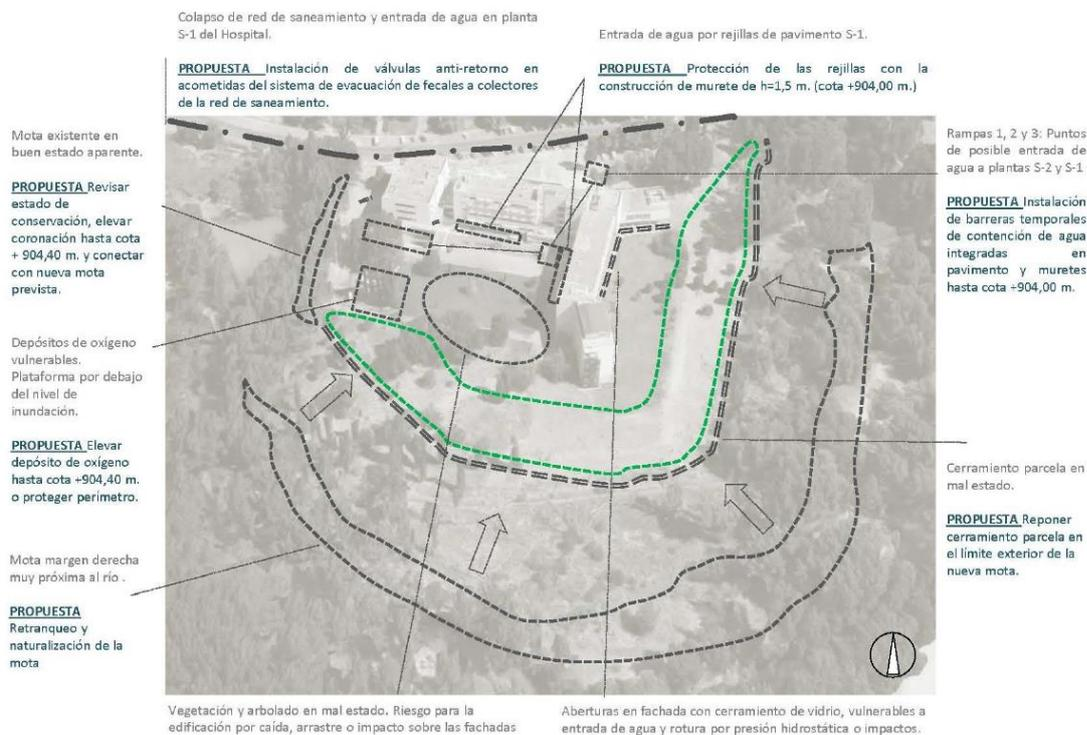 Colapso de red de saneamiento y entrada de agua en planta
S-1 del Hospital.
PROPUESTA Instalación de válvulas anti-retorno en
acometidas del sistema de evacuación de fecales a colectores
de la red de saneamiento.
Entrada de agua por rejillas de pavimento S-1.
PROPUESTA Protección de las rejillas con la
construcción de murete de h=1,5 m. (cota +904,00 m.)
Mota existente en
buen estado aparente.
PROPUESTA Revisar
estado de
conservación, elevar
coronación hasta cota
+ 904,40 m. y conectar
con nueva mota
prevista.
Depósitos de oxígeno
vulnerables.
Plataforma por debajo
del nivel de
inundación.
PROPUESTA Elevar
depósito de oxígeno
hasta cota +904,40 m.
o proteger perímetro.
Mota margen derecha
muy próxima al río .
PROPUESTA
Retranqueo y
naturalización de la
mota
Rampas 1, 2 y 3: Puntos
de posible entrada de
agua a plantas S-2 y S-1
PROPUESTA Instalación
de barreras temporales
de contención de agua
integradas en
pavimento y muretes
hasta cota +904,00 m.
Cerramiento parcela en
mal estado.
PROPUESTA Reponer
cerramiento parcela en
el límite exterior de la
nueva mota.
Vegetación y arbolado en mal estado. Riesgo para la
edificación por caída, arrastre o impacto sobre las fachadas
Aberturas en fachada con cerramiento de vidrio, vulnerables a
entrada de agua y rotura por presión hidrostática o impactos.